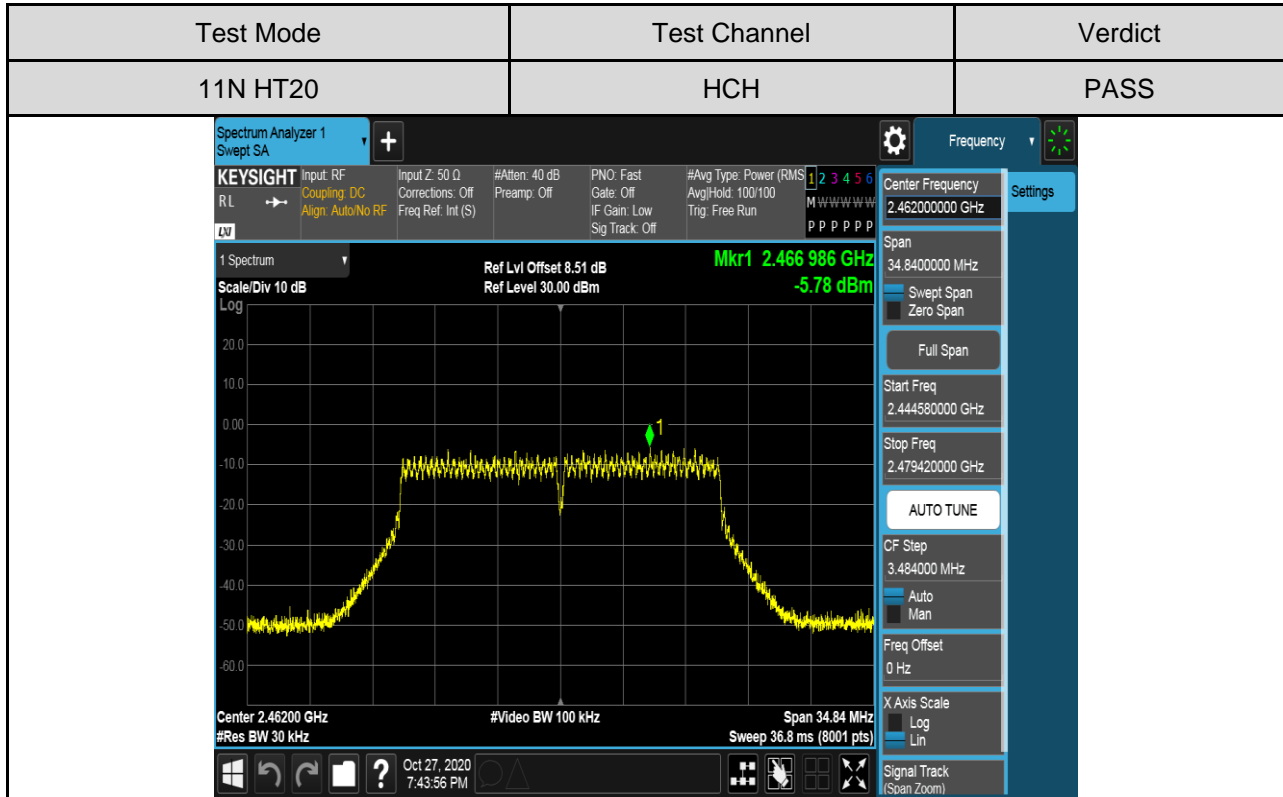 Test Mode Test Channel Verdict
11N HT20 HCH PASS
Spectrum Analyzer 1
Swept SA
+
Frequency
KEYSIGHT
RL
LXI
Input: RF
Coupling: DC
Align: Auto/No RF
Input Z: 50 Ω
Corrections: Off
Freq Ref: Int (S)
#Atten: 40 dB
Preamp: Off
PNO: Fast
Gate: Off
IF Gain: Low
Sig Track: Off
#Avg Type: Power (RMS
Avg|Hold: 100/100
Trig: Free Run
1 2 3 4 5 6
M W W W W W
P P P P P P
1 Spectrum
Scale/Div 10 dB
Ref Lvl Offset 8.51 dB
Ref Level 30.00 dBm
Mkr1 2.466 986 GHz
-5.78 dBm
Log
20.0
10.0
0.00
-10.0
-20.0
-30.0
-40.0
-50.0
-60.0
1
Center 2.46200 GHz
#Res BW 30 kHz
#Video BW 100 kHz
Span 34.84 MHz
Sweep 36.8 ms (8001 pts)
Center Frequency
2.462000000 GHz
Settings
Span
34.8400000 MHz
Swept Span
Zero Span
Full Span
Start Freq
2.444580000 GHz
Stop Freq
2.479420000 GHz
AUTO TUNE
CF Step
3.484000 MHz
Auto
Man
Freq Offset
0 Hz
X Axis Scale
Log
Lin
Signal Track
(Span Zoom)
?
Oct 27, 2020
7:43:56 PM